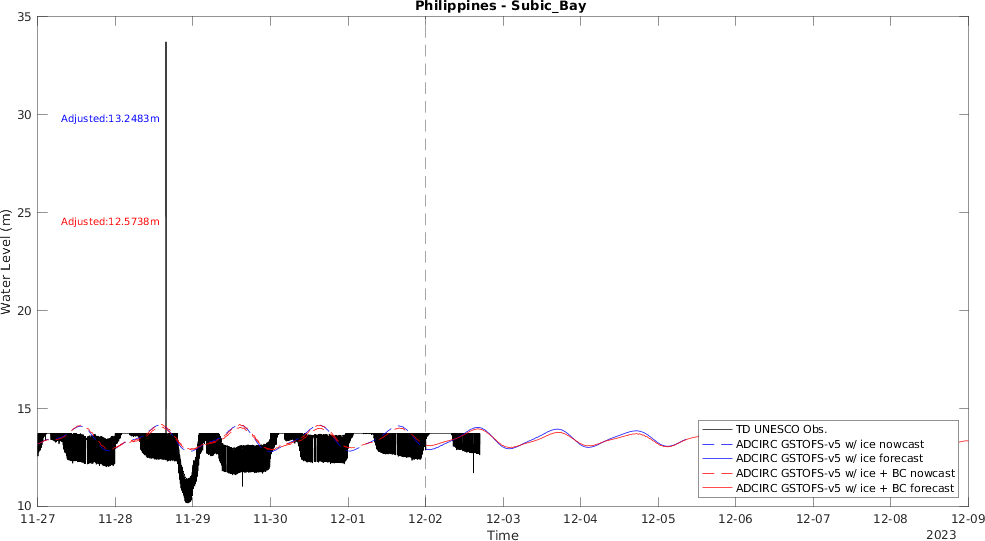 Philippines - Subic_Bay
35
30
25
20
15
10
Water Level (m)
Adjusted:13.2483m
Adjusted:12.5738m
TD UNESCO Obs.
ADCIRC GSTOFS-v5 w/ ice nowcast
ADCIRC GSTOFS-v5 w/ ice forecast
ADCIRC GSTOFS-v5 w/ ice + BC nowcast
ADCIRC GSTOFS-v5 w/ ice + BC forecast
11-27 11-28 11-29 11-30 12-01 12-02 12-03 12-04 12-05 12-06 12-07 12-08 12-09
Time
2023